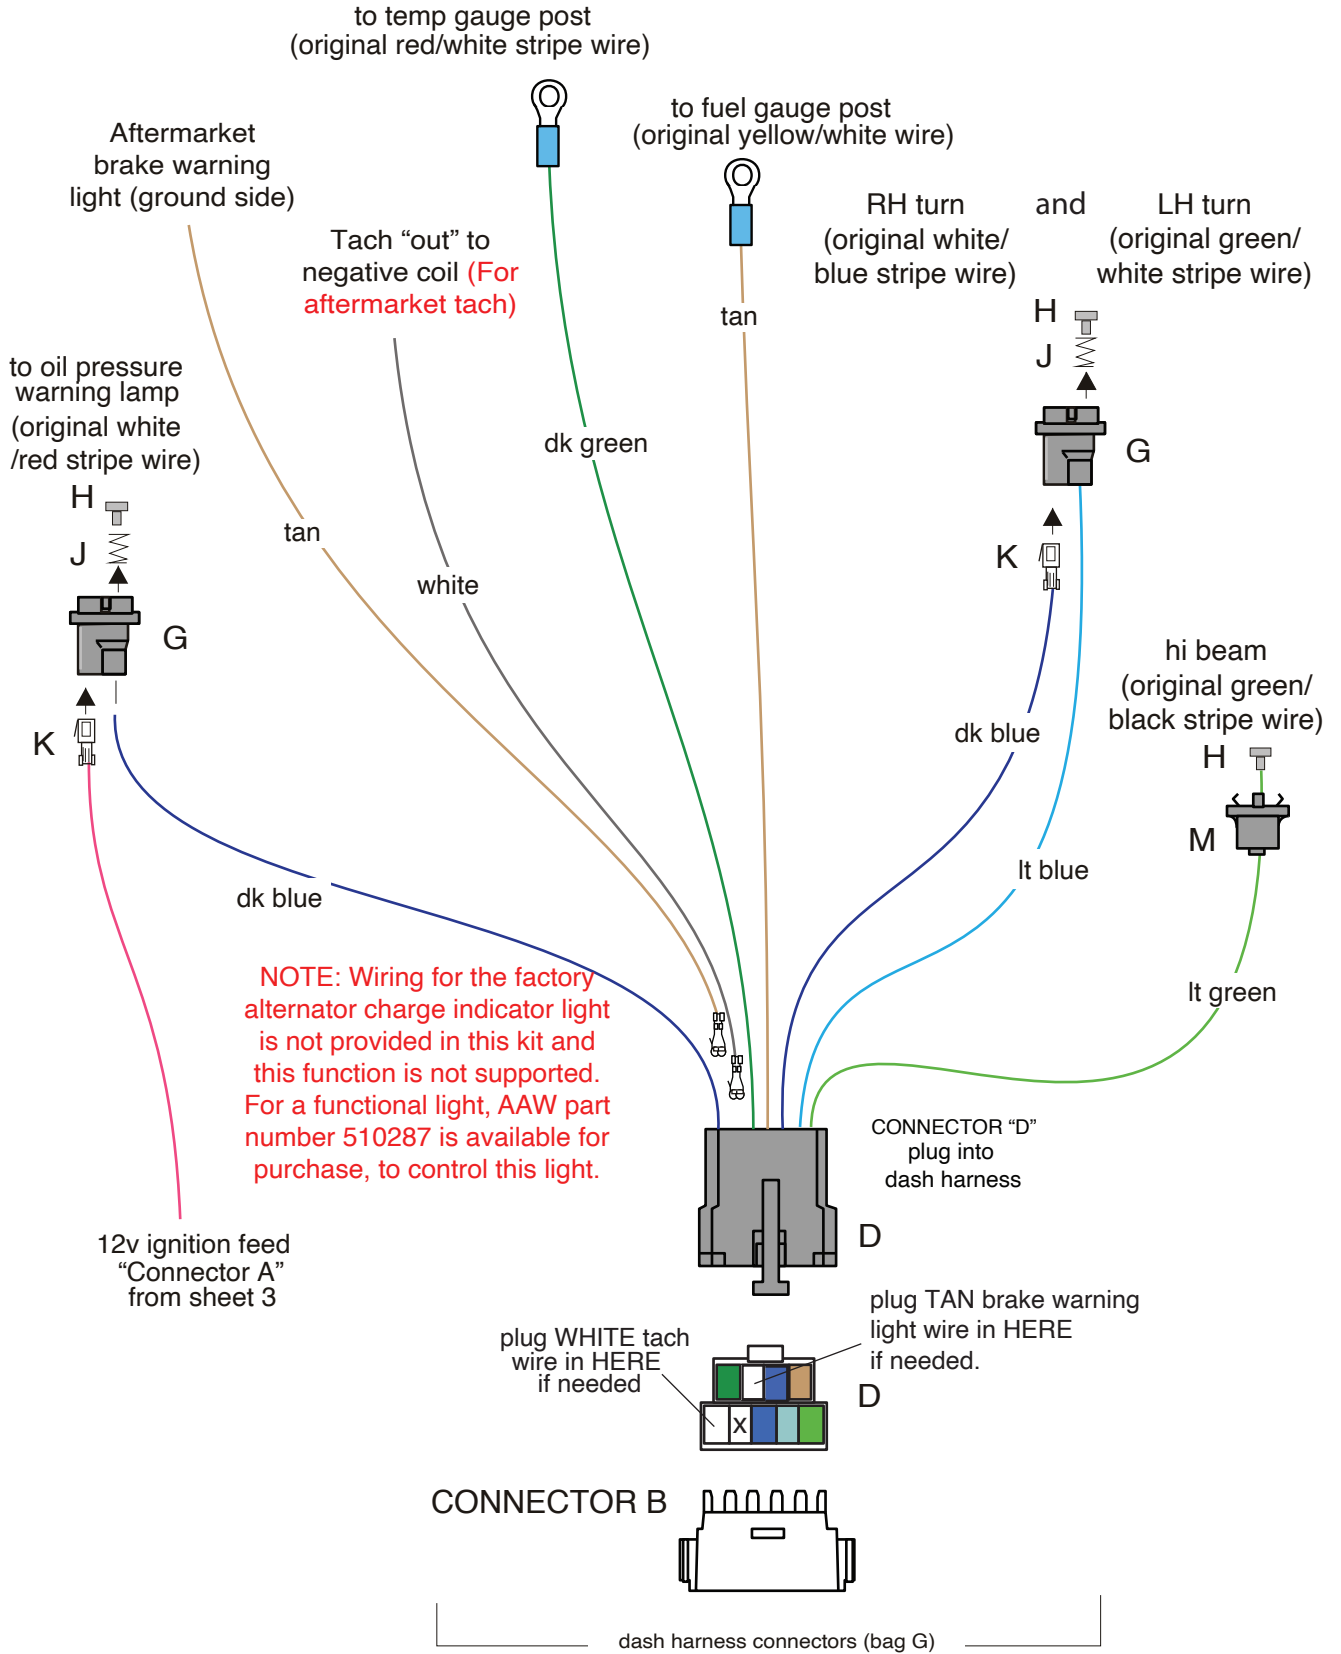 to temp gauge post
(original red/white stripe wire)
to fuel gauge post
(original yellow/white wire)
Aftermarket
brake warning
light (ground side)
Tach “out” to
negative coil (For
aftermarket tach)
RH turn
(original white/
blue stripe wire)
and
LH turn
(original green/
white stripe wire)
H
J
G
K
tan
to oil pressure
warning lamp
(original white
/red stripe wire)
H
J
G
K
tan
white
dk green
dk blue
lt blue
hi beam
(original green/
black stripe wire)
H
M
lt green
dk blue
NOTE: Wiring for the factory
alternator charge indicator light
is not provided in this kit and
this function is not supported.
For a functional light, AAW part
number 510287 is available for
purchase, to control this light.
CONNECTOR “D”
plug into
dash harness
D
12v ignition feed
“Connector A”
from sheet 3
plug WHITE tach
wire in HERE
if needed
plug TAN brake warning
light wire in HERE
if needed.
D
X
CONNECTOR B
dash harness connectors (bag G)